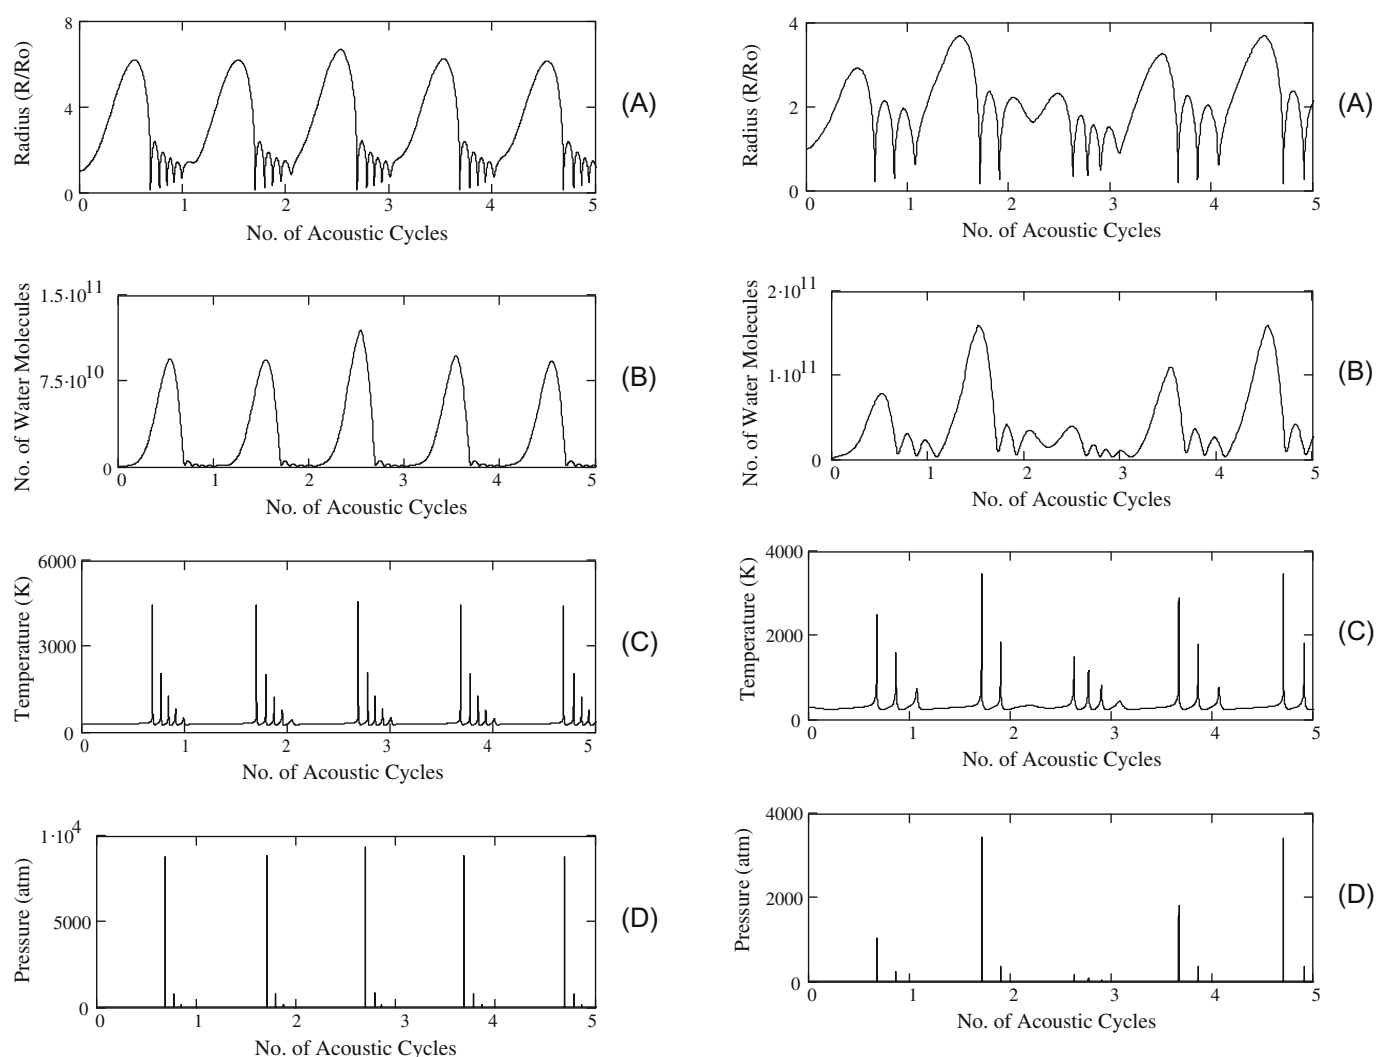 8
4
0
Radius (R/Ro)
0 1 2 3 4 5
No. of Acoustic Cycles
(A)
1.5·10^11
7.5·10^10
0
No. of Water Molecules
0 1 2 3 4 5
No. of Acoustic Cycles
(B)
6000
3000
0
Temperature (K)
0 1 2 3 4 5
No. of Acoustic Cycles
(C)
1·10^4
5000
0
Pressure (atm)
0 1 2 3 4 5
No. of Acoustic Cycles
(D)
4
2
0
Radius (R/Ro)
0 1 2 3 4 5
No. of Acoustic Cycles
(A)
2·10^11
1·10^11
0
No. of Water Molecules
0 1 2 3 4 5
No. of Acoustic Cycles
(B)
4000
2000
0
Temperature (K)
0 1 2 3 4 5
No. of Acoustic Cycles
(C)
4000
2000
0
Pressure (atm)
0 1 2 3 4 5
No. of Acoustic Cycles
(D)